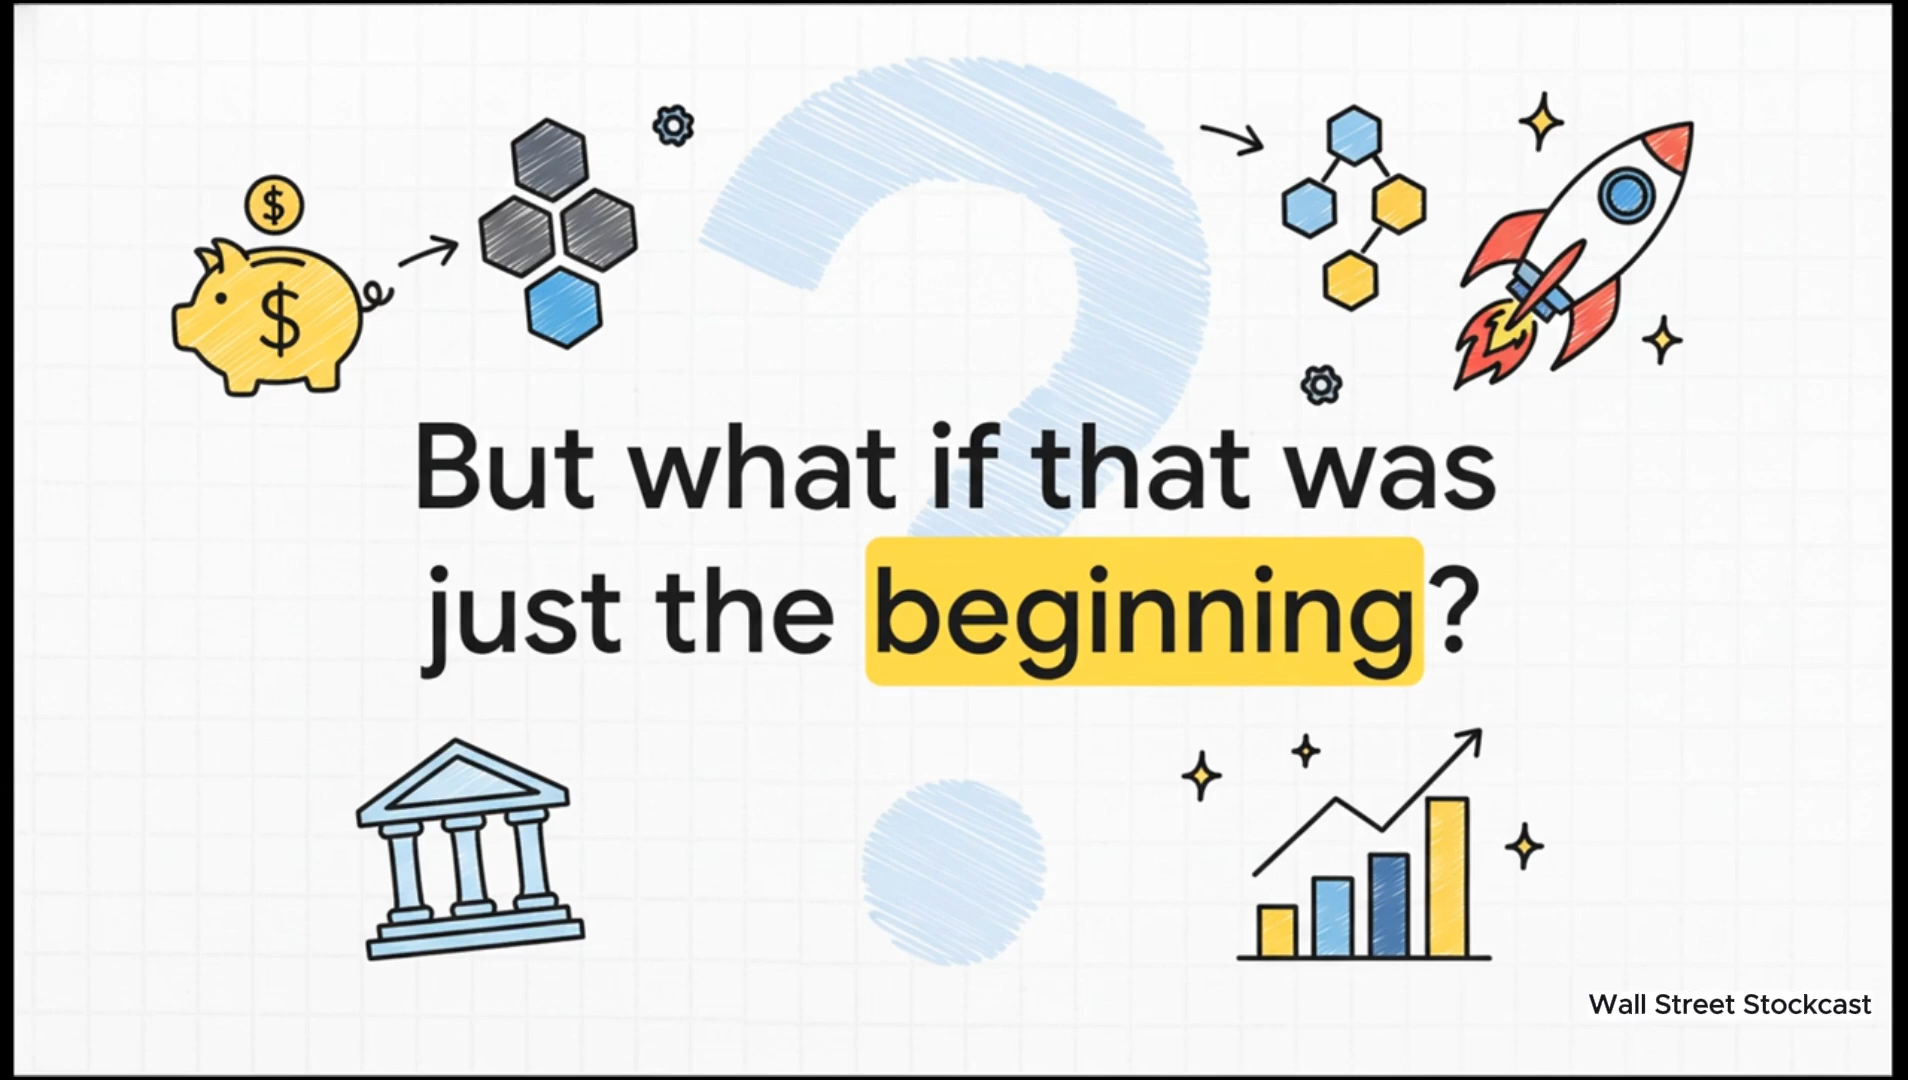 $
$
But what if that was
just the beginning?
Wall Street Stockcast